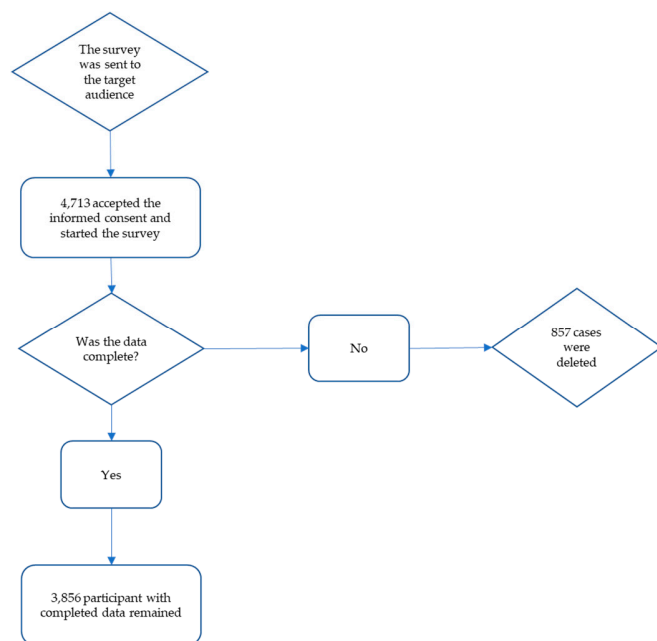 The survey
was sent to
the target
audience
4,713 accepted the
informed consent and
started the survey
Was the data
complete?
No
857 cases
were
deleted
Yes
3,856 participant with
completed data remained